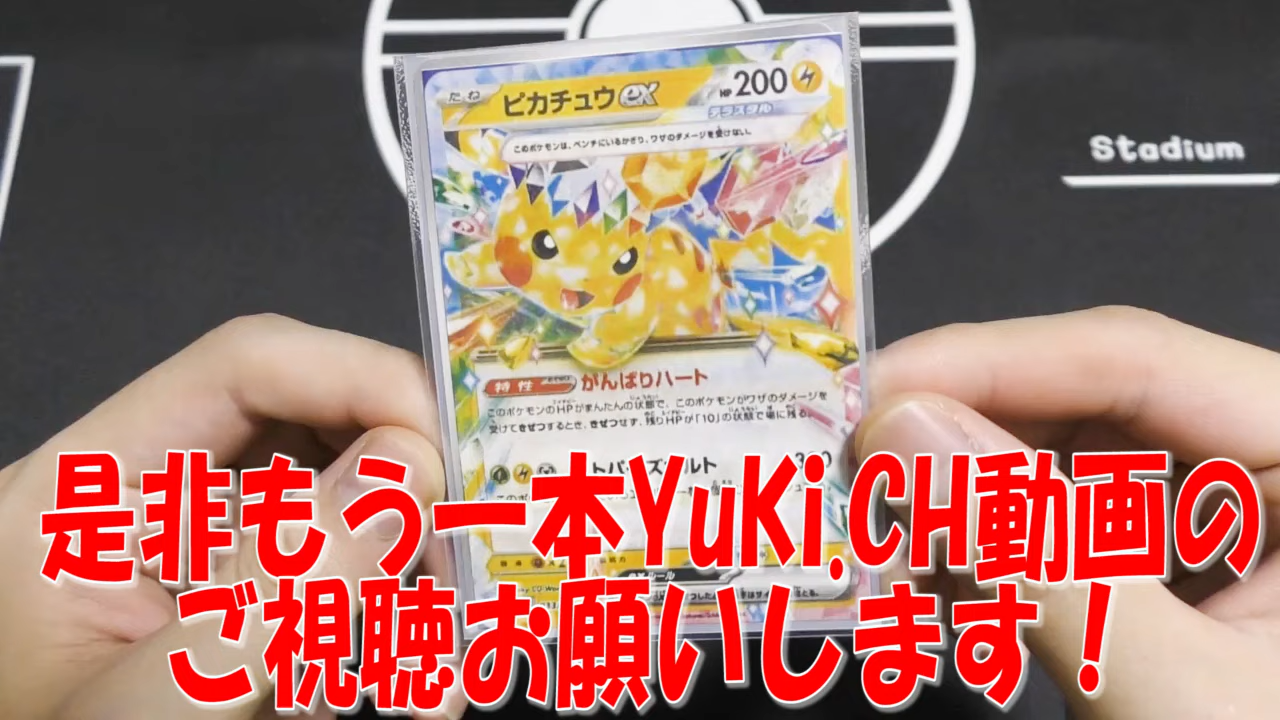 たね ピカチュウex HP 200
テラスタル
このポケモンは、ベンチにいるかぎり、ワザのダメージを受けない。
Stadium
特性 がんばりハート
このポケモンのHPがまんたんの状態で、このポケモンがワザのダメージを
受けてきぜつするとき、きぜつせず、残りHPが「10」の状態で場に残る。
300
是非もう一本YuKi.CH動画の
ご視聴お願いします！